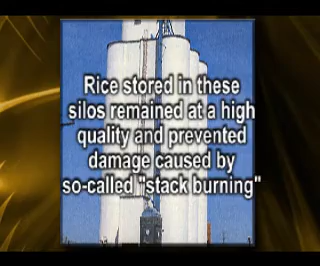 Rice stored in these
silos remained at a high
quality and prevented
damage caused by
so-called "stack burning"